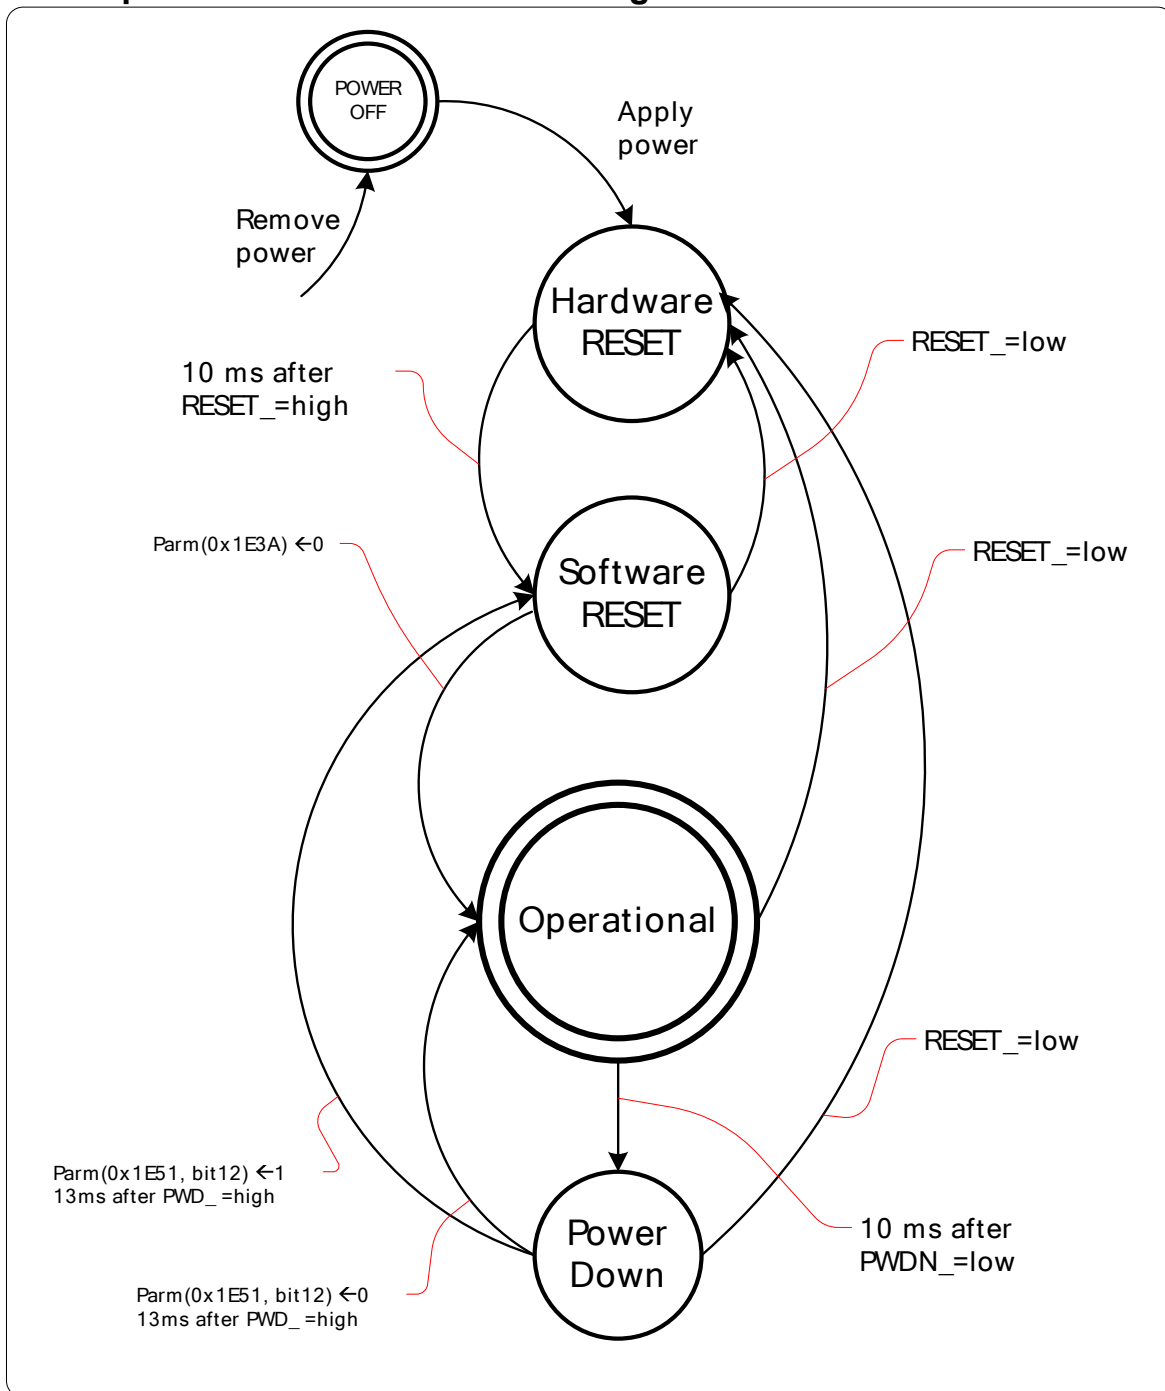 POWER
OFF
Apply
power
Remove
power
Hardware
RESET
RESET_=low
10 ms after
RESET_=high
Parm(0x1E3A) ←0
RESET_=low
Software
RESET
Operational
RESET_=low
Parm(0x1E51, bit12) ←1
13ms after PWD_ =high
Power
Down
10 ms after
PWDN_=low
Parm(0x1E51, bit12) ←0
13ms after PWD_ =high